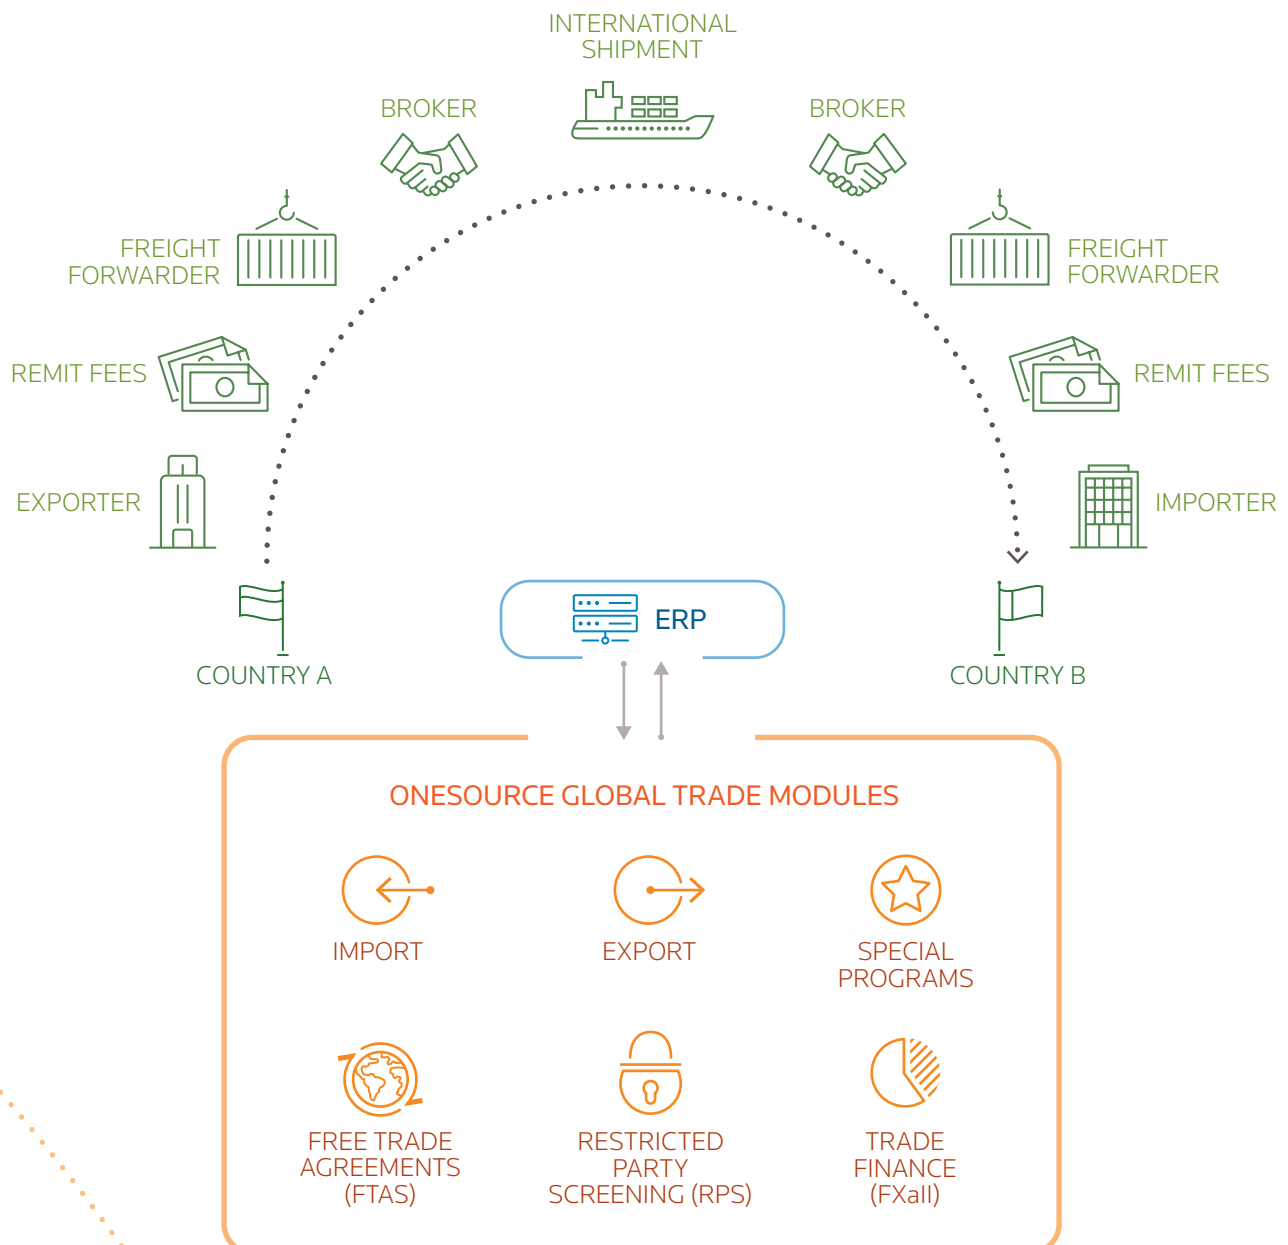 INTERNATIONAL
SHIPMENT
BROKER
BROKER
FREIGHT
FORWARDER
FREIGHT
FORWARDER
REMIT FEES
REMIT FEES
EXPORTER
IMPORTER
ERP
COUNTRY A
COUNTRY B
ONESOURCE GLOBAL TRADE MODULES
IMPORT
EXPORT
SPECIAL
PROGRAMS
FREE TRADE
AGREEMENTS
(FTAS)
RESTRICTED
PARTY
SCREENING (RPS)
TRADE
FINANCE
(FXall)